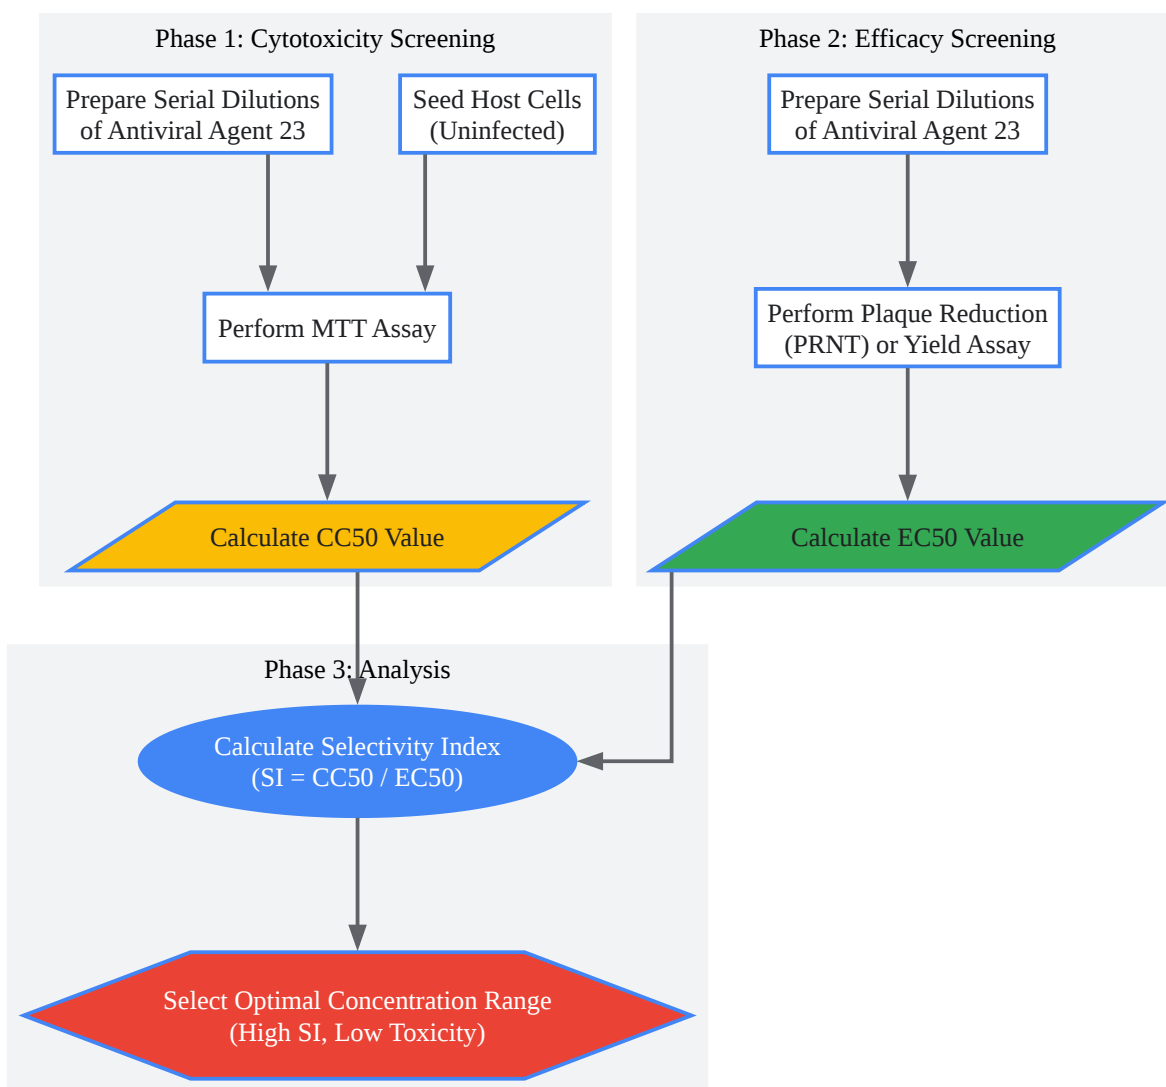 Phase 1: Cytotoxicity Screening
Prepare Serial Dilutions
of Antiviral Agent 23
Seed Host Cells
(Uninfected)
Perform MTT Assay
Calculate CC50 Value
Phase 2: Efficacy Screening
Prepare Serial Dilutions
of Antiviral Agent 23
Perform Plaque Reduction
(PRNT) or Yield Assay
Calculate EC50 Value
Phase 3: Analysis
Calculate Selectivity Index
(SI = CC50 / EC50)
Select Optimal Concentration Range
(High SI, Low Toxicity)